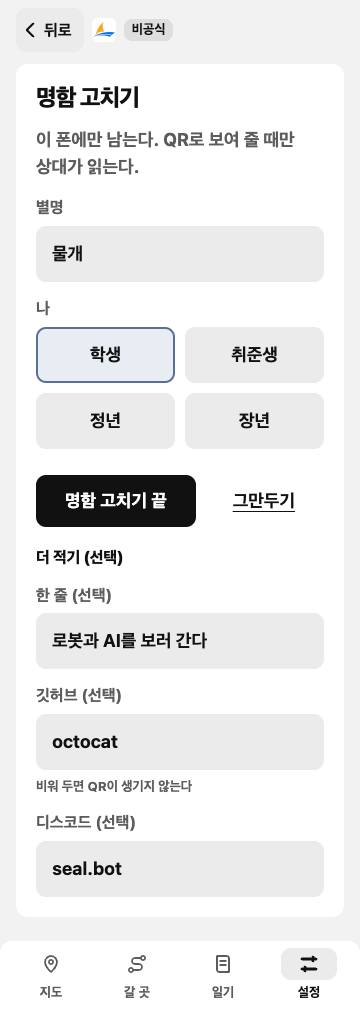 뒤로
비공식
명함 고치기
이 폰에만 남는다. QR로 보여 줄 때만
상대가 읽는다.
별명
물개
나
학생
취준생
정년
장년
명함 고치기 끝
그만두기
더 적기 (선택)
한 줄 (선택)
로봇과 AI를 보러 간다
깃허브 (선택)
octocat
비워 두면 QR이 생기지 않는다
디스코드 (선택)
seal.bot
지도
갈 곳
일기
설정